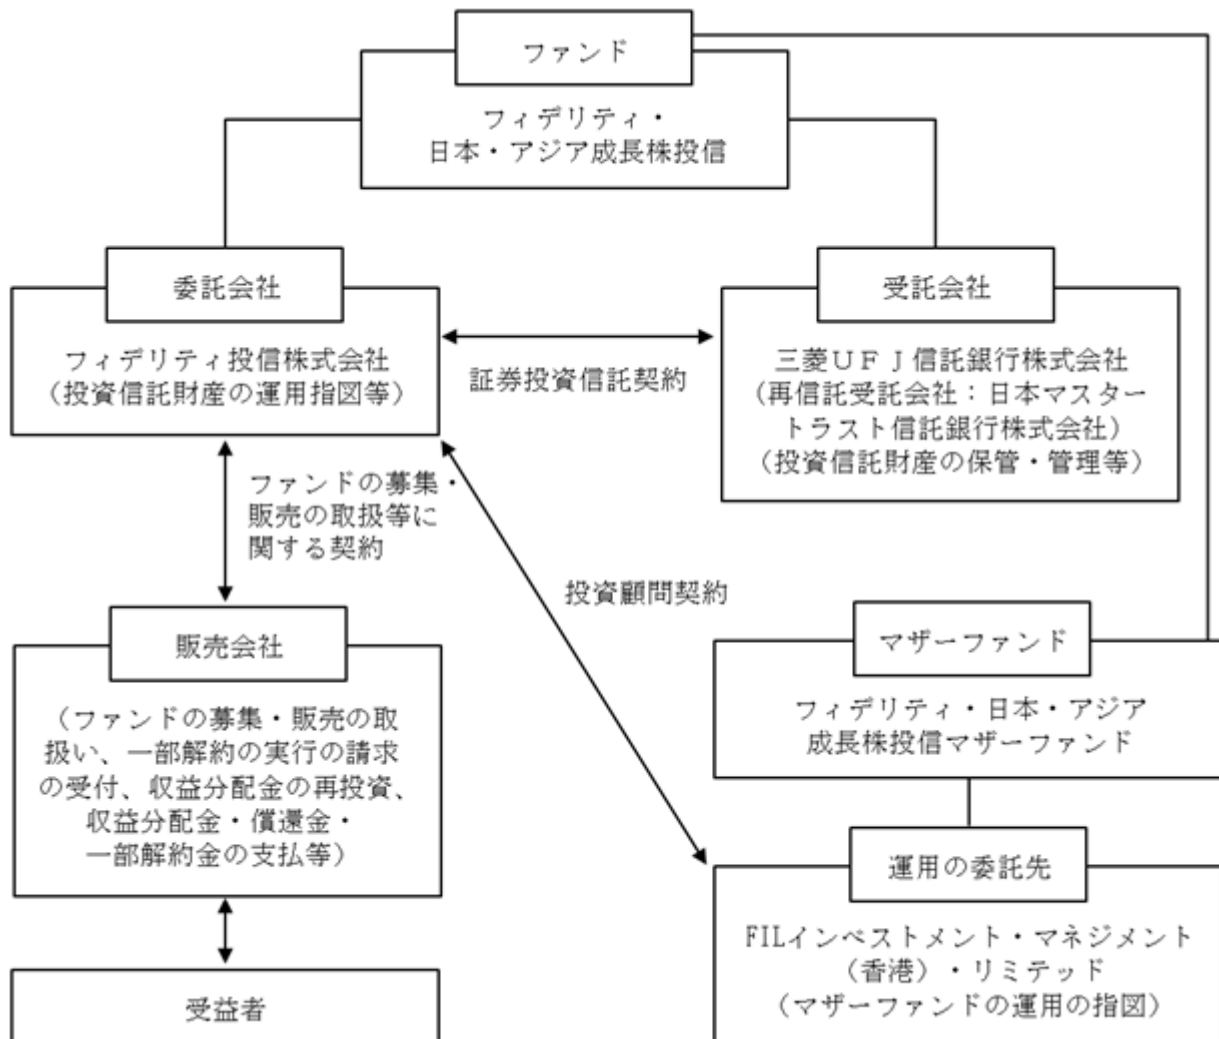 ファンド
フィデリティ・
日本・アジア成長株投信
委託会社
フィデリティ投信株式会社
（投資信託財産の運用指図等）
証券投資信託契約
受託会社
三菱ＵＦＪ信託銀行株式会社
（再信託受託会社：日本マスター
トラスト信託銀行株式会社）
（投資信託財産の保管・管理等）
ファンドの募集・
販売の取扱等に
関する契約
投資顧問契約
販売会社
（ファンドの募集・販売の取
扱い、一部解約の実行の請求
の受付、収益分配金の再投資、
収益分配金・償還金・
一部解約金の支払等）
マザーファンド
フィデリティ・日本・アジア
成長株投信マザーファンド
運用の委託先
FILインベストメント・マネジメント
（香港）・リミテッド
（マザーファンドの運用の指図）
受益者